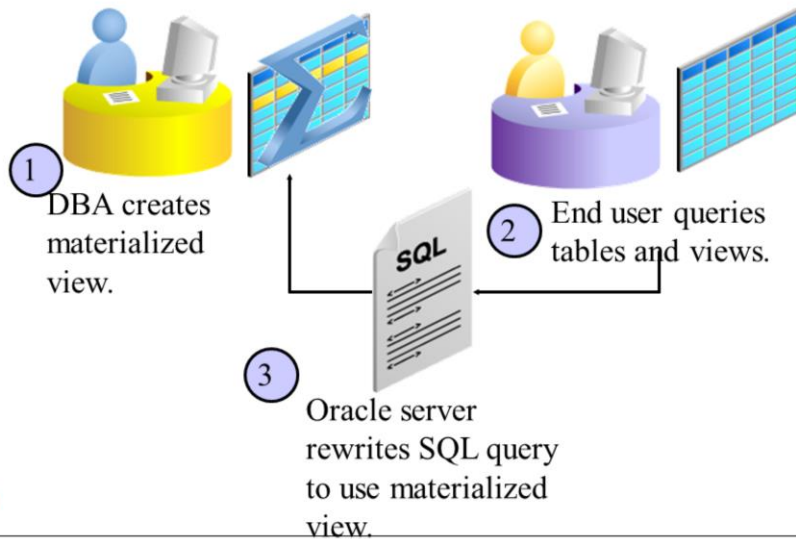 1
DBA creates
materialized
view.
2
End user queries
tables and views.
SQL
3
Oracle server
rewrites SQL query
to use materialized
view.